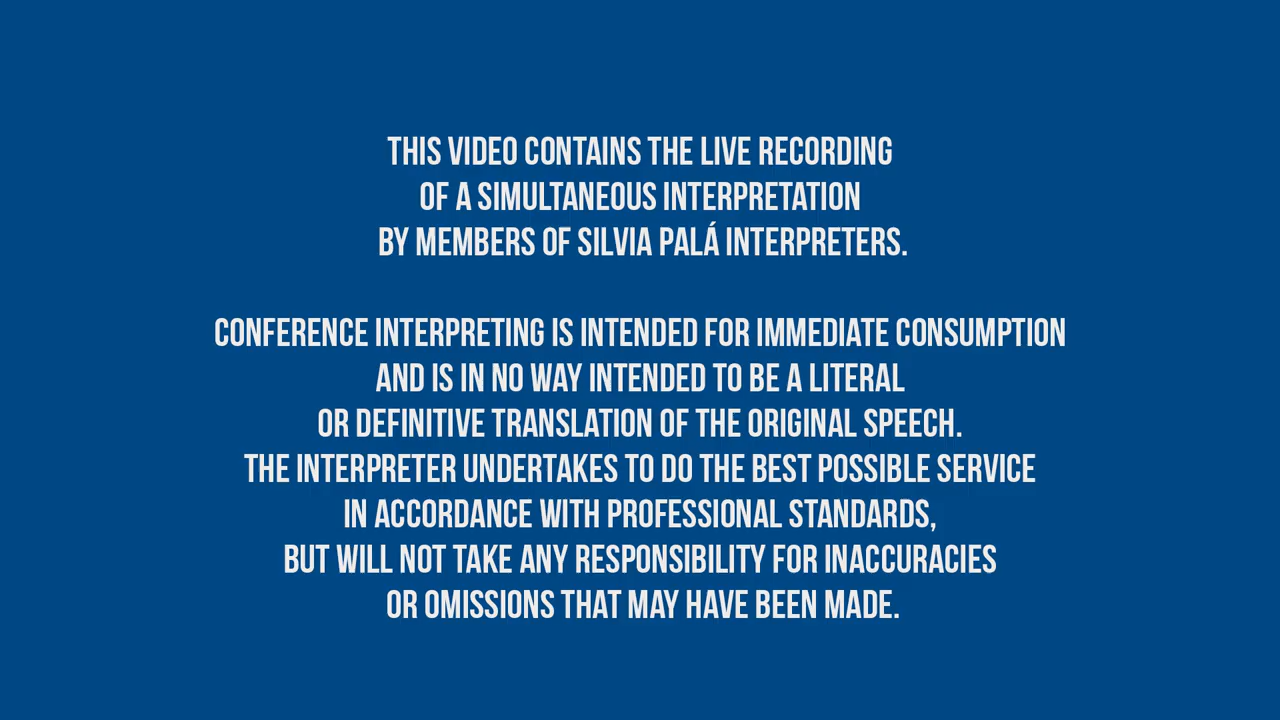 THIS VIDEO CONTAINS THE LIVE RECORDING
OF A SIMULTANEOUS INTERPRETATION
BY MEMBERS OF SILVIA PALÁ INTERPRETERS.
CONFERENCE INTERPRETING IS INTENDED FOR IMMEDIATE CONSUMPTION
AND IS IN NO WAY INTENDED TO BE A LITERAL
OR DEFINITIVE TRANSLATION OF THE ORIGINAL SPEECH.
THE INTERPRETER UNDERTAKES TO DO THE BEST POSSIBLE SERVICE
IN ACCORDANCE WITH PROFESSIONAL STANDARDS,
BUT WILL NOT TAKE ANY RESPONSIBILITY FOR INACCURACIES
OR OMISSIONS THAT MAY HAVE BEEN MADE.